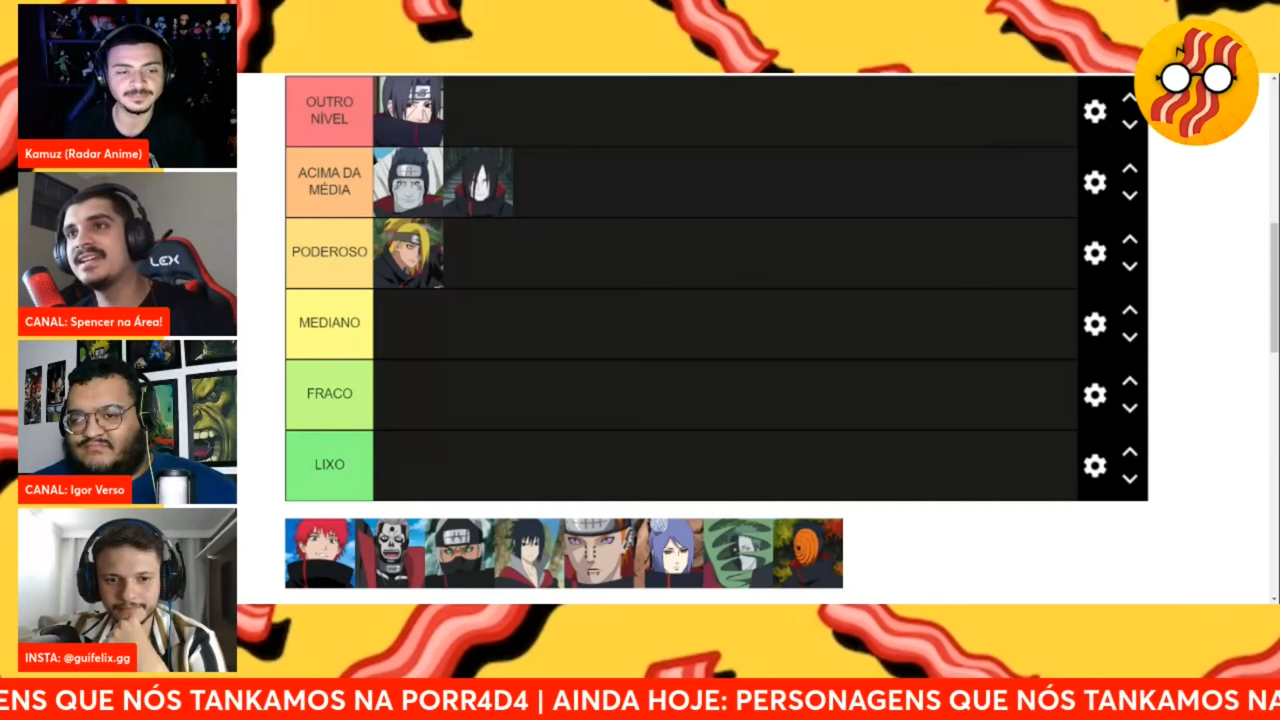 Kamuz (Radar Anime)
LEX
CANAL: Spencer na Área!
CANAL: Igor Verso
INSTA: @guifelix.gg
OUTRO
NÍVEL
ACIMA DA
MÉDIA
PODEROSO
MEDIANO
FRACO
LIXO
ENS QUE NÓS TANKAMOS NA PORR4D4 | AINDA HOJE: PERSONAGENS QUE NÓS TANKAMOS NA